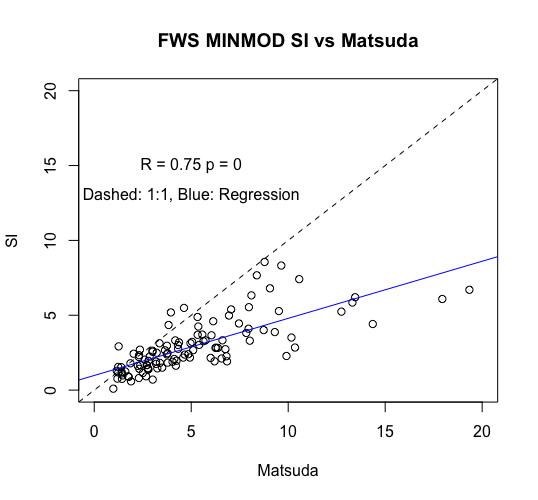 FWS MINMOD SI vs Matsuda
20
R = 0.75 p = 0
15
Dashed: 1:1, Blue: Regression
SI
10
5
0
0 5 10 15 20
Matsuda